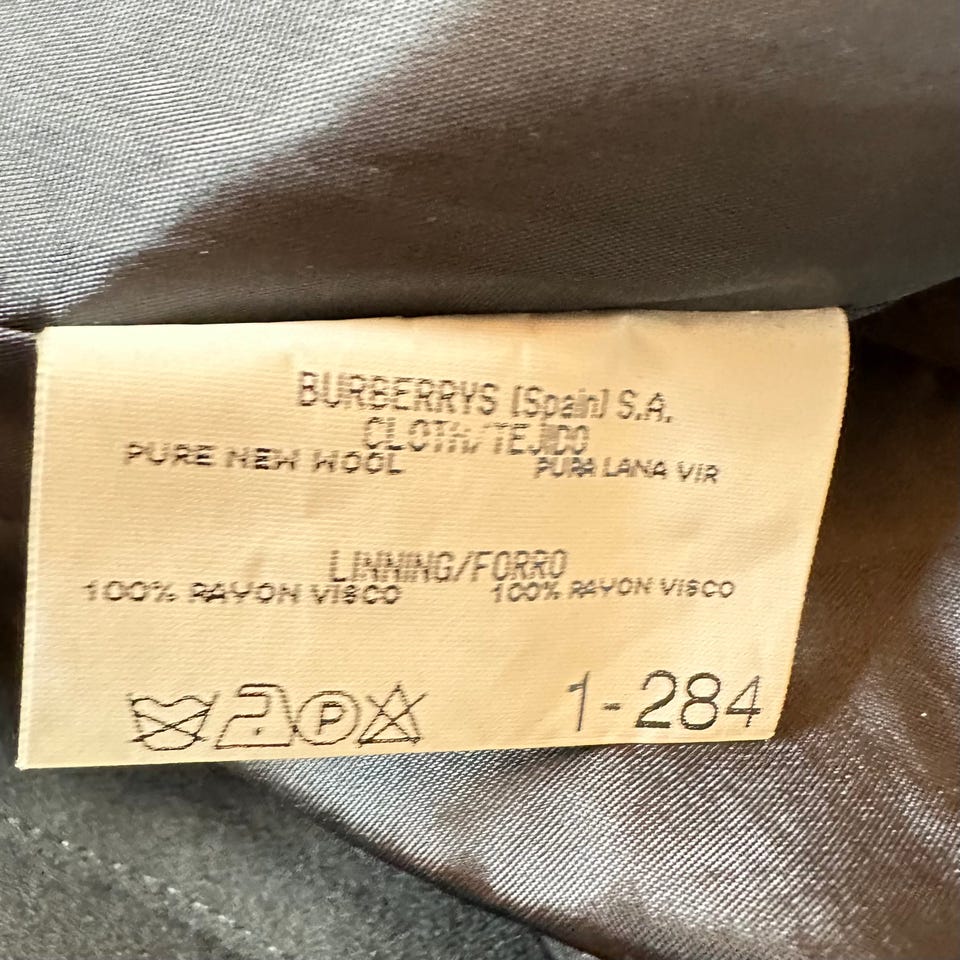 BURBERRYS (Spain) S.A.
CLOTH/TEJIDO
PURE NEW WOOL PURA LANA VIR
LINNING/FORRO
100% RAYON VISCO 100% RAYON VISCO
P 1-284